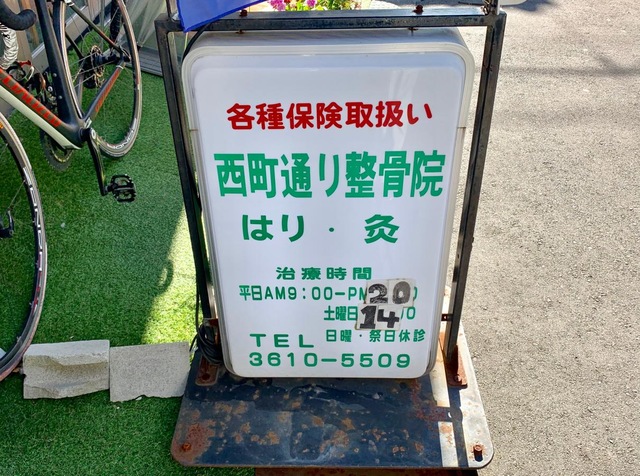 各種保険取扱い
西町通り整骨院
はり・灸
治療時間
平日AM9:00-PM20
土曜日 14
日曜・祭日休診
TEL
3610-5509